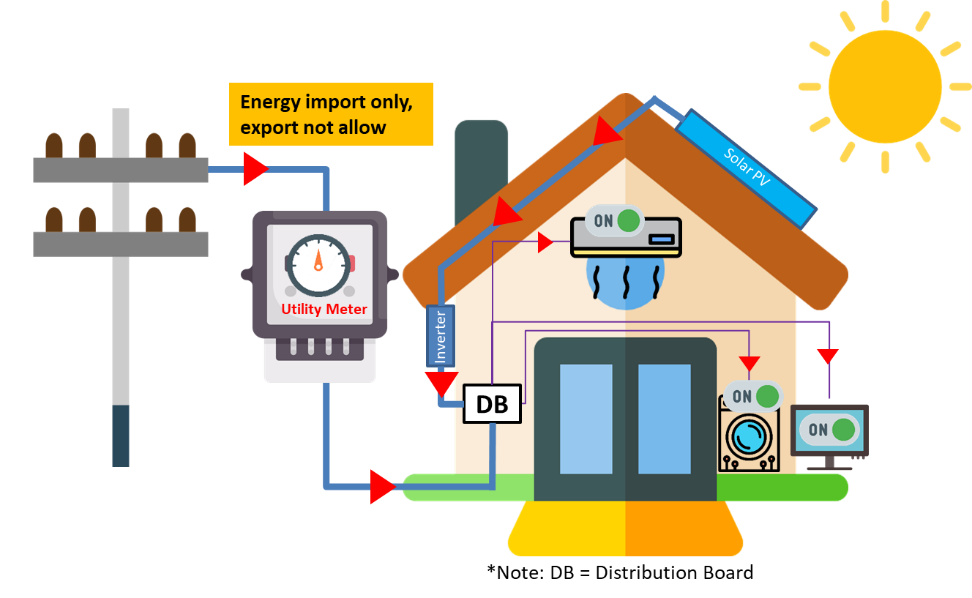 Energy import only,
export not allow
Solar PV
ON
Utility Meter
Inverter
DB
ON
ON
*Note: DB = Distribution Board